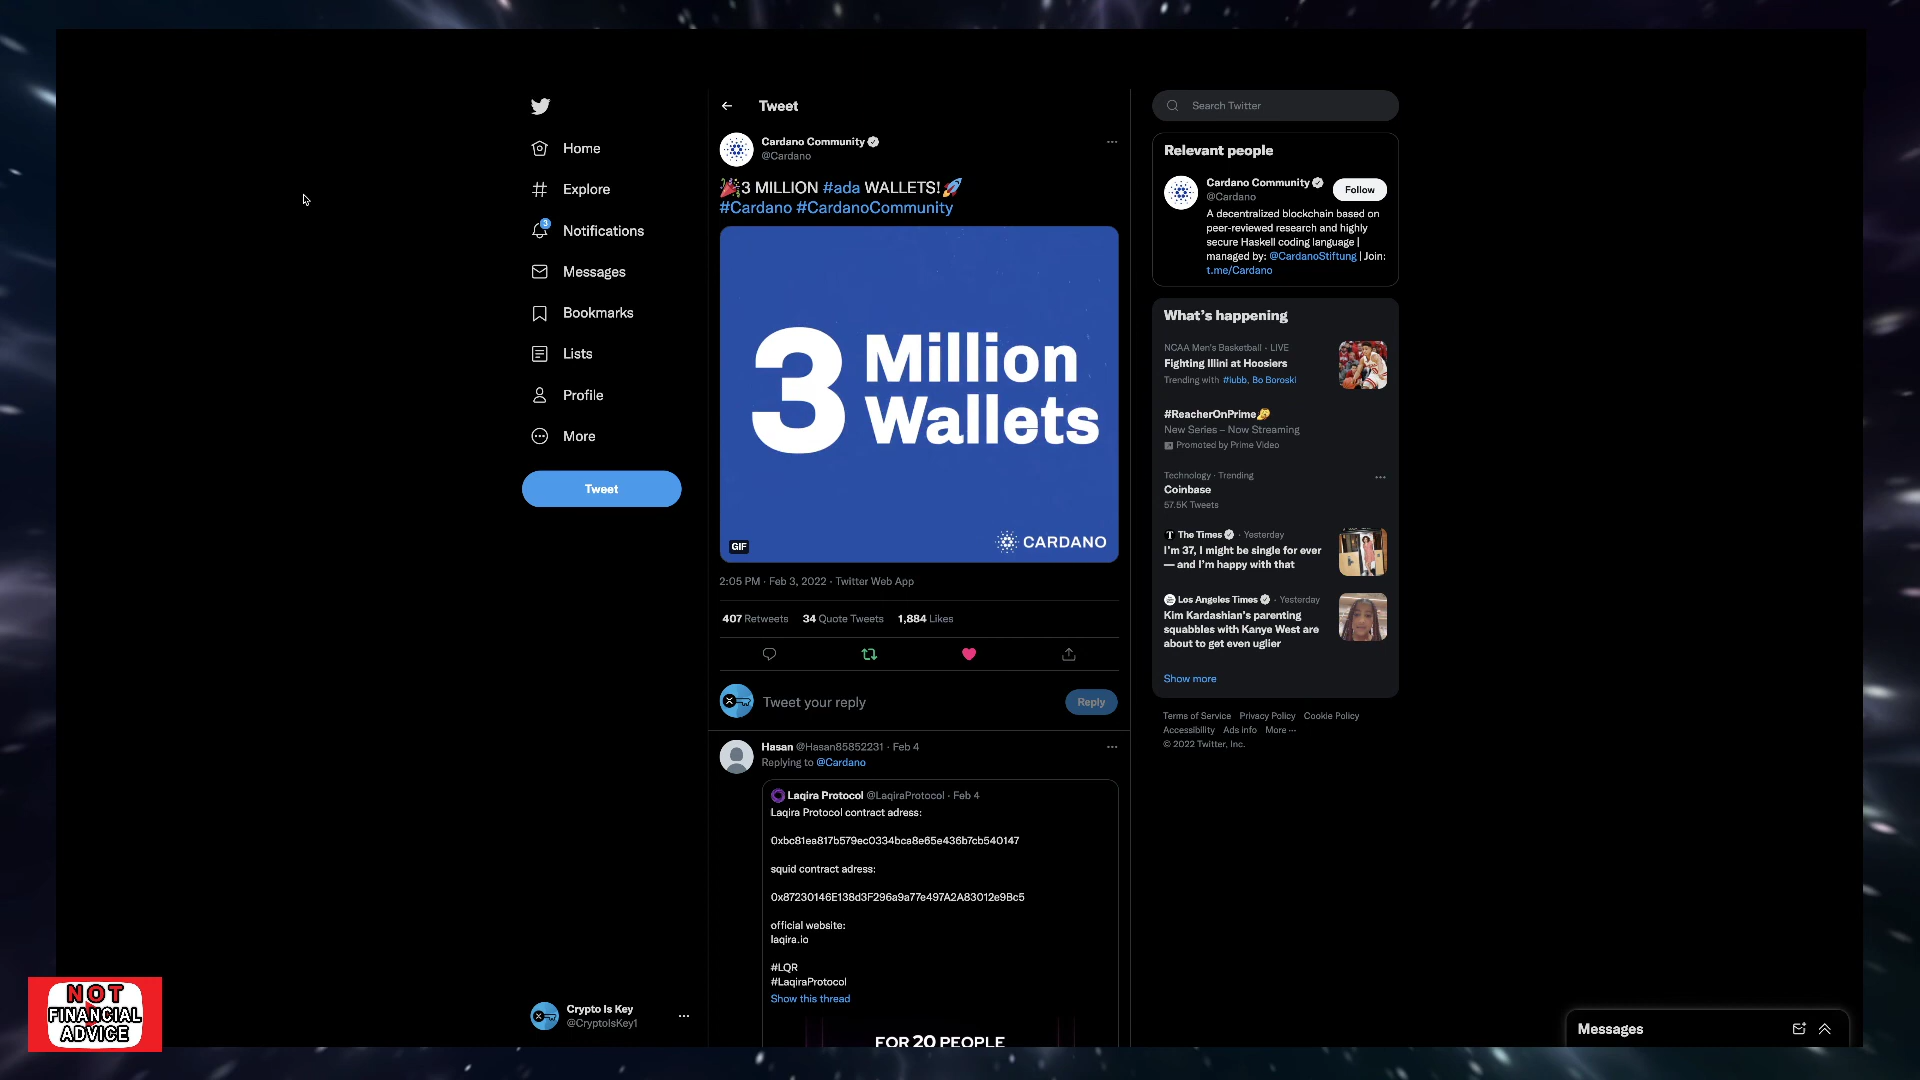 Home
Explore
3
Notifications
Messages
Bookmarks
Lists
Profile
More
Tweet
Crypto Is Key
@CryptoIsKey1
NOT
FINANCIAL
ADVICE
Tweet
Cardano Community
@Cardano
3 MILLION #ada WALLETS!
#Cardano #CardanoCommunity
3 Million
Wallets
GIF
CARDANO
2:05 PM · Feb 3, 2022 · Twitter Web App
407 Retweets 34 Quote Tweets 1,884 Likes
Tweet your reply
Reply
Hasan @Hasan85852231 · Feb 4
Replying to @Cardano
Laqira Protocol @LaqiraProtocol · Feb 4
Laqira Protocol contract adress:
0xbc81ea817b579ec0334bca8e65e436b7cb540147
squid contract adress:
0x87230146E138d3F296a9a77e497A2A83012e9Bc5
official website:
laqira.io
#LQR
#LaqiraProtocol
Show this thread
FOR 20 PEOPLE
Search Twitter
Relevant people
Cardano Community
@Cardano
Follow
A decentralized blockchain based on
peer-reviewed research and highly
secure Haskell coding language |
managed by: @CardanoStiftung | Join:
t.me/Cardano
What's happening
NCAA Men's Basketball · LIVE
Fighting Illini at Hoosiers
Trending with #iubb, Bo Boroski
#ReacherOnPrime
New Series – Now Streaming
Promoted by Prime Video
Technology · Trending
Coinbase
57.5K Tweets
The Times · Yesterday
I'm 37, I might be single for ever
— and I'm happy with that
Los Angeles Times · Yesterday
Kim Kardashian's parenting
squabbles with Kanye West are
about to get even uglier
Show more
Terms of Service Privacy Policy Cookie Policy
Accessibility Ads info More ···
© 2022 Twitter, Inc.
Messages